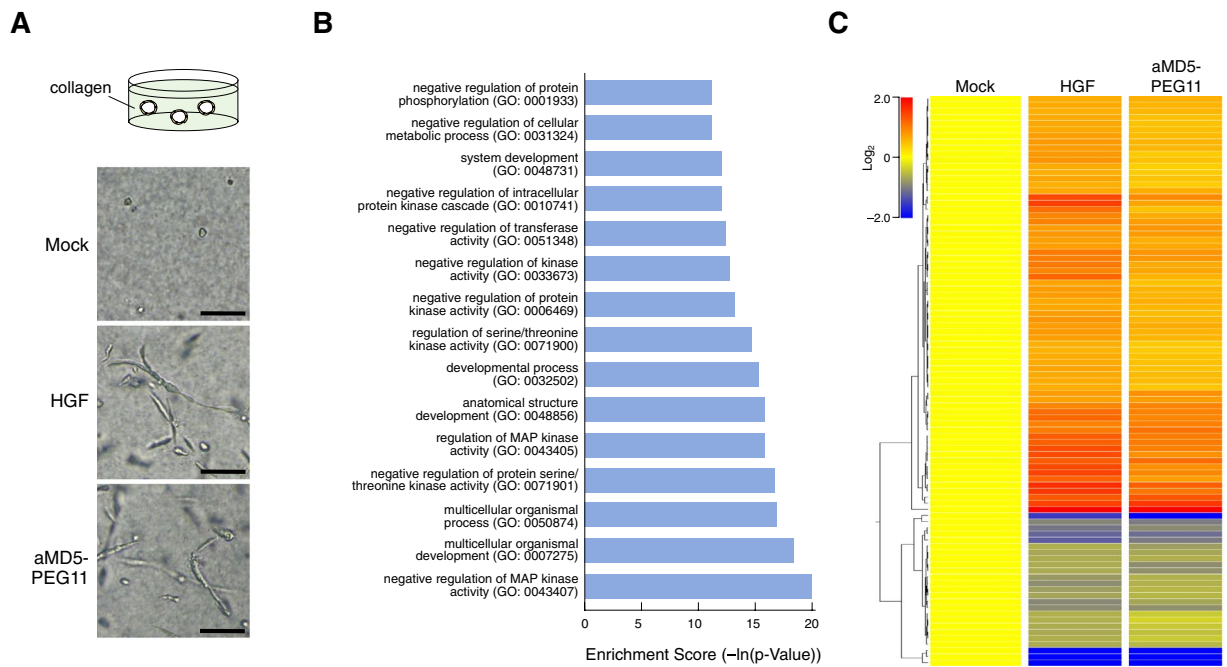 A
collagen
Mock
HGF
aMD5-
PEG11
B
negative regulation of protein
phosphorylation (GO: 0001933)
negative regulation of cellular
metabolic process (GO: 0031324)
system development
(GO: 0048731)
negative regulation of intracellular
protein kinase cascade (GO: 0010741)
negative regulation of transferase
activity (GO: 0051348)
negative regulation of kinase
activity (GO: 0033673)
negative regulation of protein
kinase activity (GO: 0006469)
regulation of serine/threonine
kinase activity (GO: 0071900)
developmental process
(GO: 0032502)
anatomical structure
development (GO: 0048856)
regulation of MAP kinase
activity (GO: 0043405)
negative regulation of protein serine/
threonine kinase activity (GO: 0071901)
multicellular organismal
process (GO: 0050874)
multicellular organismal
development (GO: 0007275)
negative regulation of MAP kinase
activity (GO: 0043407)
0 5 10 15 20
Enrichment Score (–ln(p-Value))
C
Mock
HGF
aMD5-
PEG11
2.0
0
–2.0
Log2